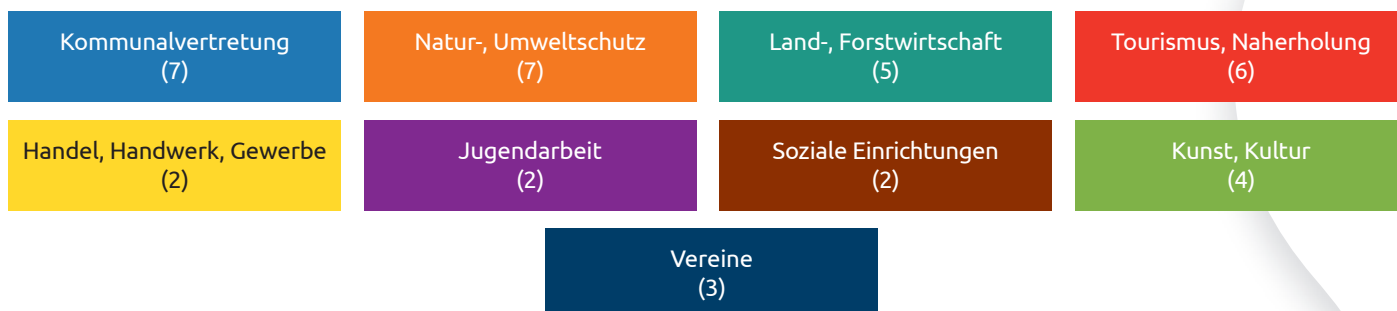 Kommunalvertretung
(7)
Natur-, Umweltschutz
(7)
Land-, Forstwirtschaft
(5)
Tourismus, Naherholung
(6)
Handel, Handwerk, Gewerbe
(2)
Jugendarbeit
(2)
Soziale Einrichtungen
(2)
Kunst, Kultur
(4)
Vereine
(3)